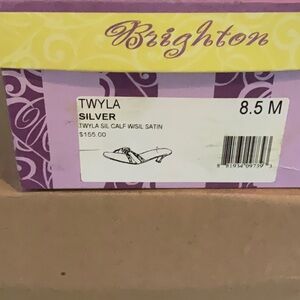 Brighton
TWYLA
SILVER
8.5 M
TWYLA SIL CALF W/SIL SATIN
$155.00